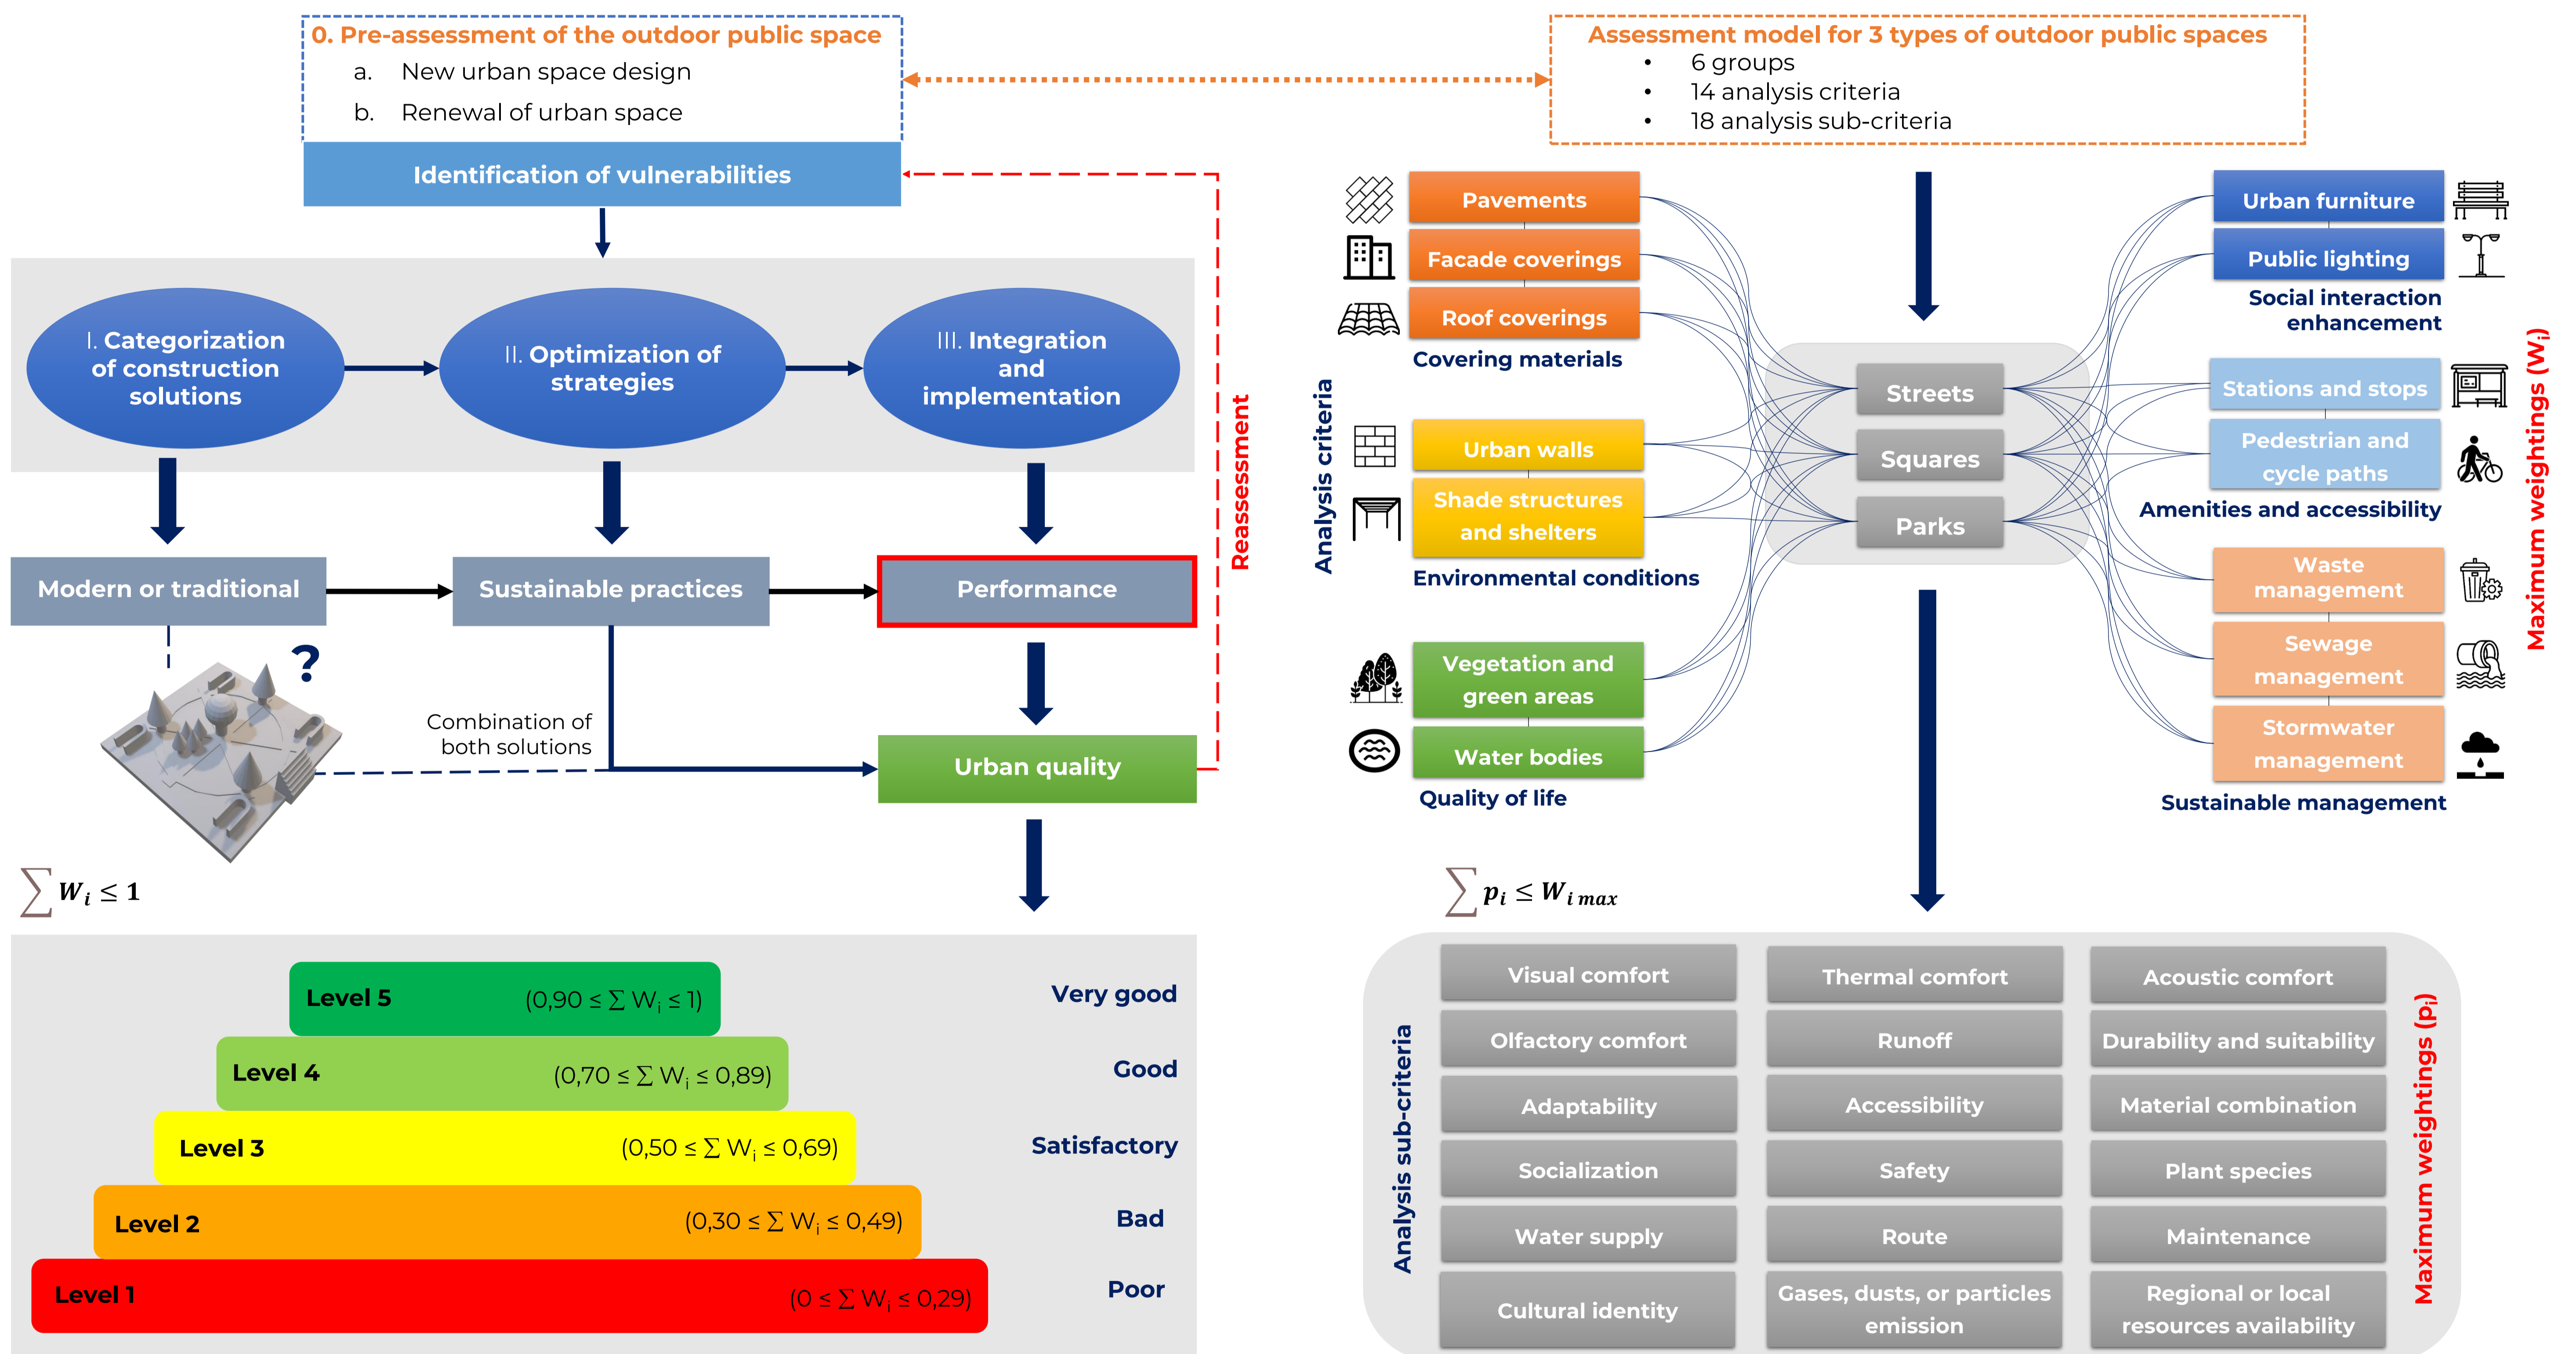 0. Pre-assessment of the outdoor public space
a. New urban space design
b. Renewal of urban space
Identification of vulnerabilities
I. Categorization
of construction
solutions
II. Optimization of
strategies
III. Integration
and
implementation
Modern or traditional
Sustainable practices
Performance
Reassessment
?
Combination of
both solutions
Urban quality
∑ Wi ≤ 1
Level 5 (0,90 ≤ ∑ Wi ≤ 1) Very good
Level 4 (0,70 ≤ ∑ Wi ≤ 0,89) Good
Level 3 (0,50 ≤ ∑ Wi ≤ 0,69) Satisfactory
Level 2 (0,30 ≤ ∑ Wi ≤ 0,49) Bad
Level 1 (0 ≤ ∑ Wi ≤ 0,29) Poor
Assessment model for 3 types of outdoor public spaces
• 6 groups
• 14 analysis criteria
• 18 analysis sub-criteria
Analysis criteria
Pavements
Facade coverings
Roof coverings
Covering materials
Urban walls
Shade structures
and shelters
Environmental conditions
Vegetation and
green areas
Water bodies
Quality of life
Streets
Squares
Parks
Urban furniture
Public lighting
Social interaction
enhancement
Stations and stops
Pedestrian and
cycle paths
Amenities and accessibility
Waste
management
Sewage
management
Stormwater
management
Sustainable management
Maximum weightings (Wi)
∑ pi ≤ Wi max
Analysis sub-criteria
Visual comfort
Thermal comfort
Acoustic comfort
Olfactory comfort
Runoff
Durability and suitability
Adaptability
Accessibility
Material combination
Socialization
Safety
Plant species
Water supply
Route
Maintenance
Cultural identity
Gases, dusts, or particles
emission
Regional or local
resources availability
Maximum weightings (pi)